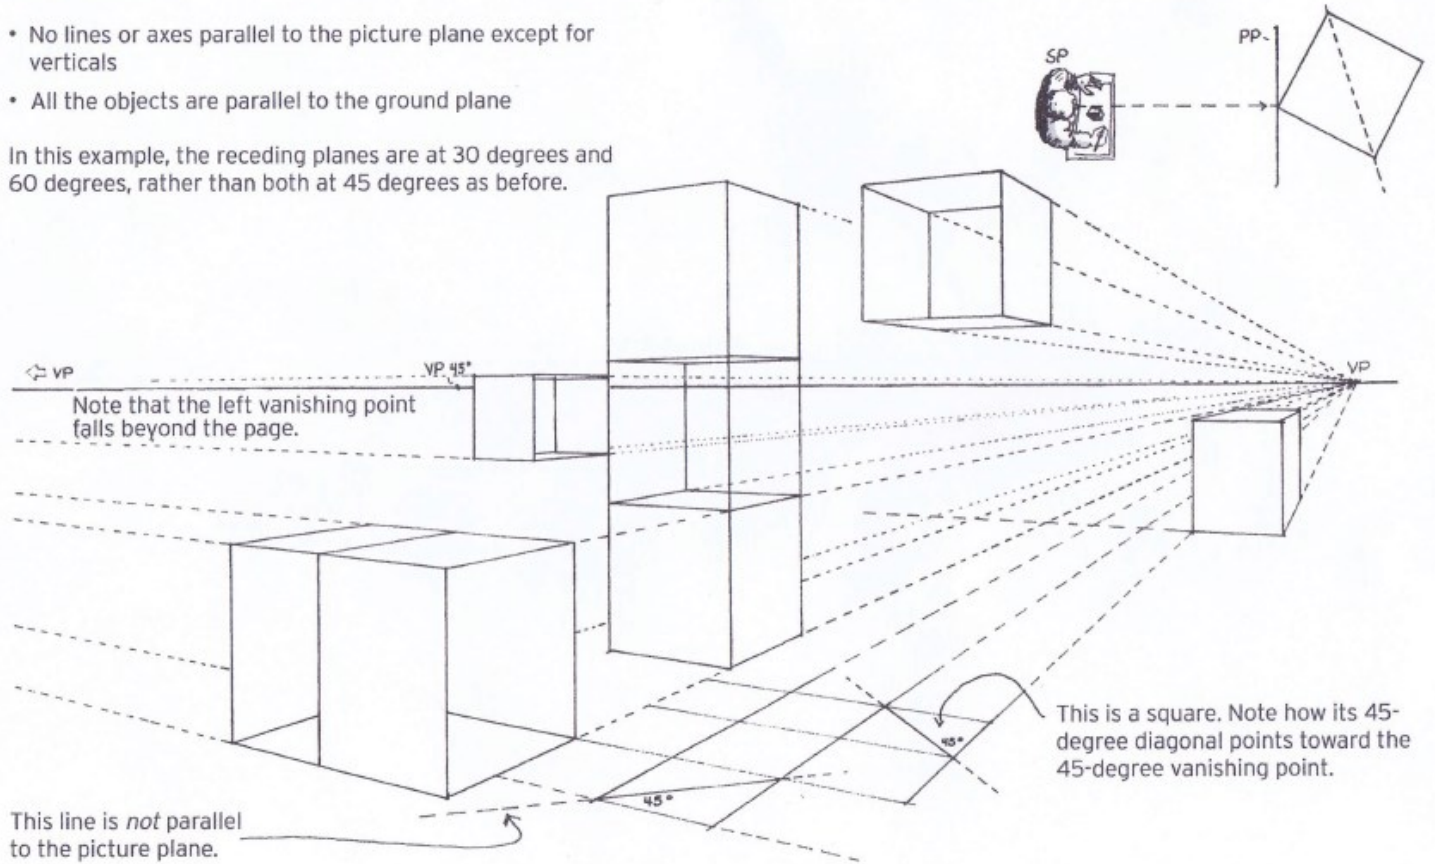 • No lines or axes parallel to the picture plane except for
verticals
• All the objects are parallel to the ground plane
In this example, the receding planes are at 30 degrees and
60 degrees, rather than both at 45 degrees as before.
SP
PP
VP
VP 45°
VP
Note that the left vanishing point
falls beyond the page.
This is a square. Note how its 45-
degree diagonal points toward the
45-degree vanishing point.
45°
45°
This line is not parallel
to the picture plane.